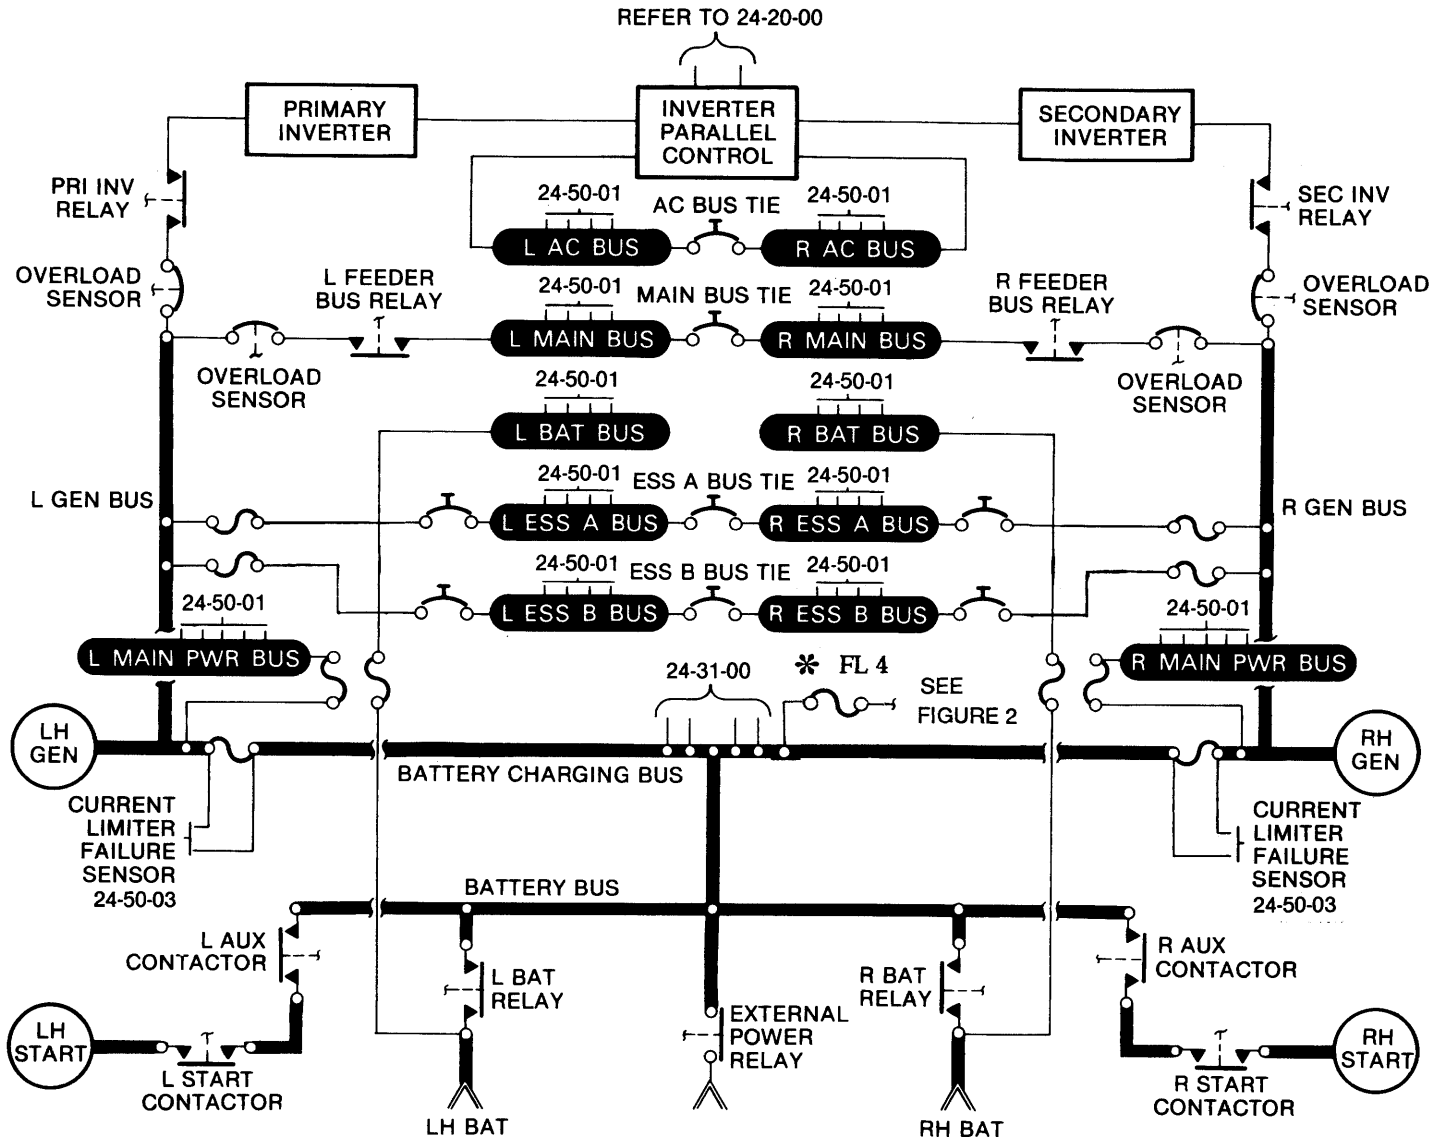 REFER TO 24-20-00
PRIMARY
INVERTER
INVERTER
PARALLEL
CONTROL
SECONDARY
INVERTER
PRI INV
RELAY
24-50-01
AC BUS TIE
24-50-01
SEC INV
RELAY
L AC BUS
R AC BUS
OVERLOAD
SENSOR
L FEEDER
BUS RELAY
24-50-01
MAIN BUS TIE
24-50-01
R FEEDER
BUS RELAY
OVERLOAD
SENSOR
L MAIN BUS
R MAIN BUS
OVERLOAD
SENSOR
24-50-01
24-50-01
OVERLOAD
SENSOR
L BAT BUS
R BAT BUS
L GEN BUS
24-50-01
ESS A BUS TIE
24-50-01
R GEN BUS
L ESS A BUS
R ESS A BUS
24-50-01
ESS B BUS TIE
24-50-01
L ESS B BUS
R ESS B BUS
24-50-01
24-50-01
L MAIN PWR BUS
R MAIN PWR BUS
24-31-00
* FL 4
SEE
FIGURE 2
LH
GEN
RH
GEN
BATTERY CHARGING BUS
CURRENT
LIMITER
FAILURE
SENSOR
24-50-03
CURRENT
LIMITER
FAILURE
SENSOR
24-50-03
BATTERY BUS
L AUX
CONTACTOR
L BAT
RELAY
R BAT
RELAY
R AUX
CONTACTOR
EXTERNAL
POWER
RELAY
LH
START
RH
START
L START
CONTACTOR
R START
CONTACTOR
LH BAT
RH BAT